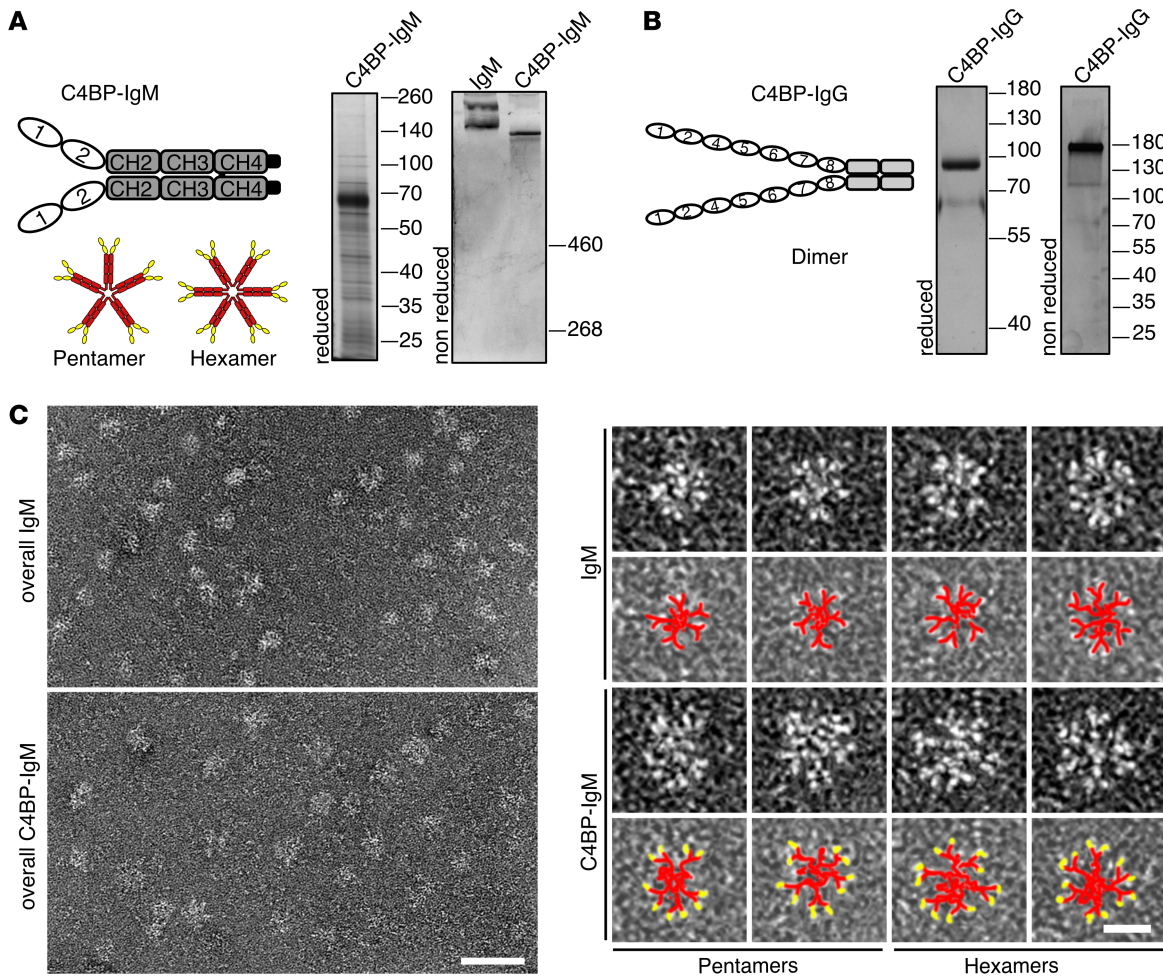 A
C4BP-IgM
1
2
CH2 CH3 CH4
CH2 CH3 CH4
1
2
Pentamer
Hexamer
C4BP-IgM
reduced
260
140
100
70
50
40
35
25
IgM
C4BP-IgM
non reduced
460
268
B
C4BP-IgG
1 2 4 5 6 7 8
1 2 4 5 6 7 8
Dimer
C4BP-IgG
reduced
180
130
100
70
55
40
C4BP-IgG
non reduced
180
130
100
70
55
40
35
25
C
overall IgM
overall C4BP-IgM
IgM
C4BP-IgM
Pentamers
Hexamers